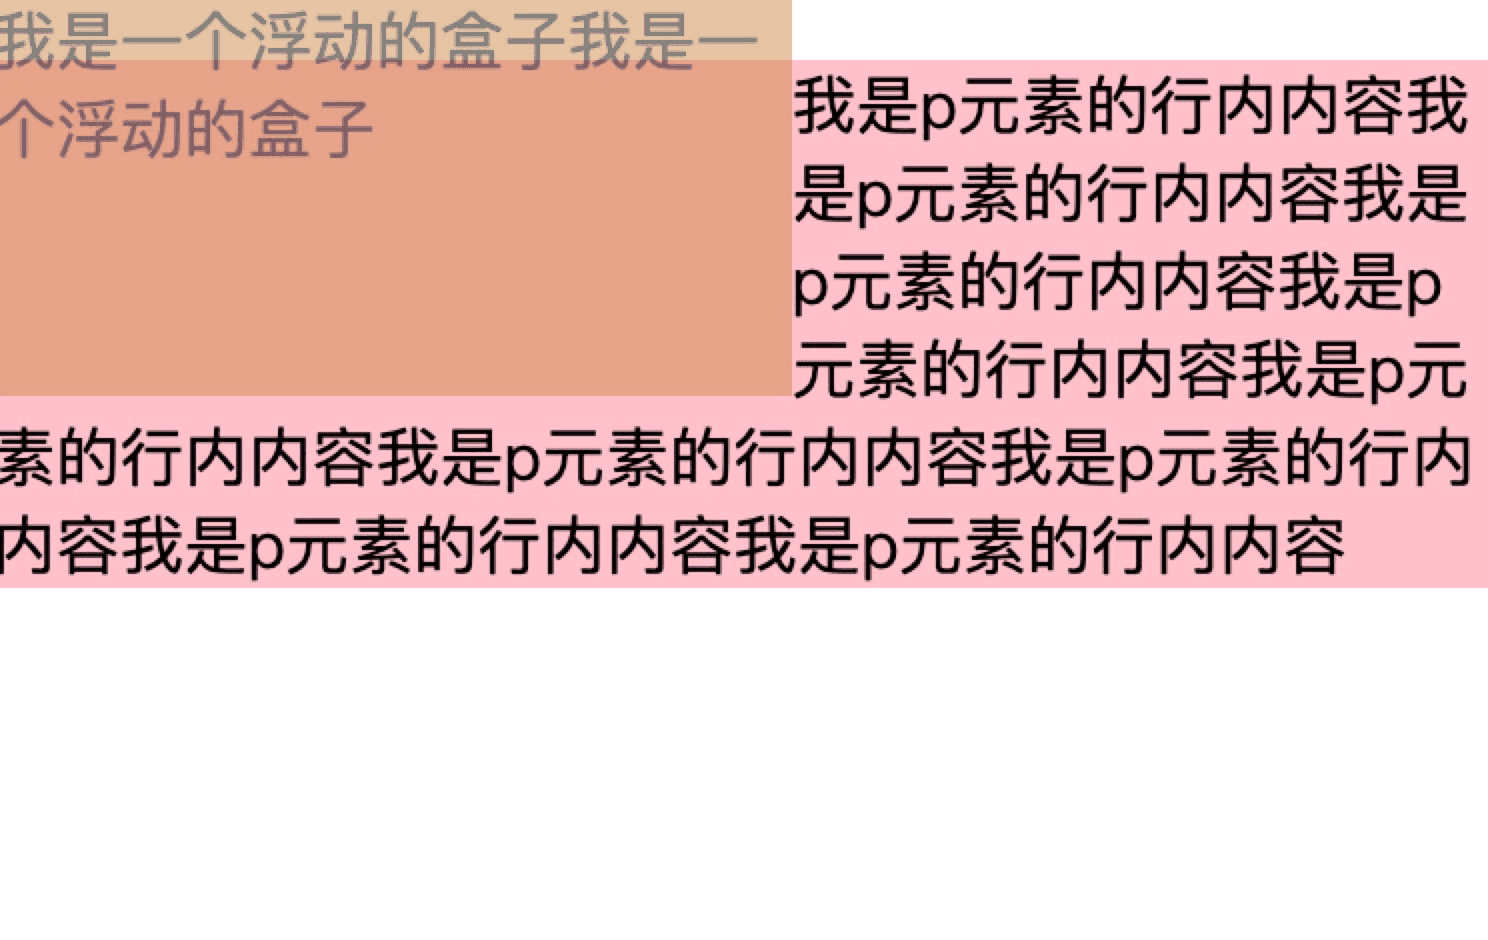 我是一个浮动的盒子我是一
个浮动的盒子
我是p元素的行内内容我
是p元素的行内内容我是
p元素的行内内容我是p
元素的行内内容我是p元
素的行内内容我是p元素的行内内容我是p元素的行内
内容我是p元素的行内内容我是p元素的行内内容